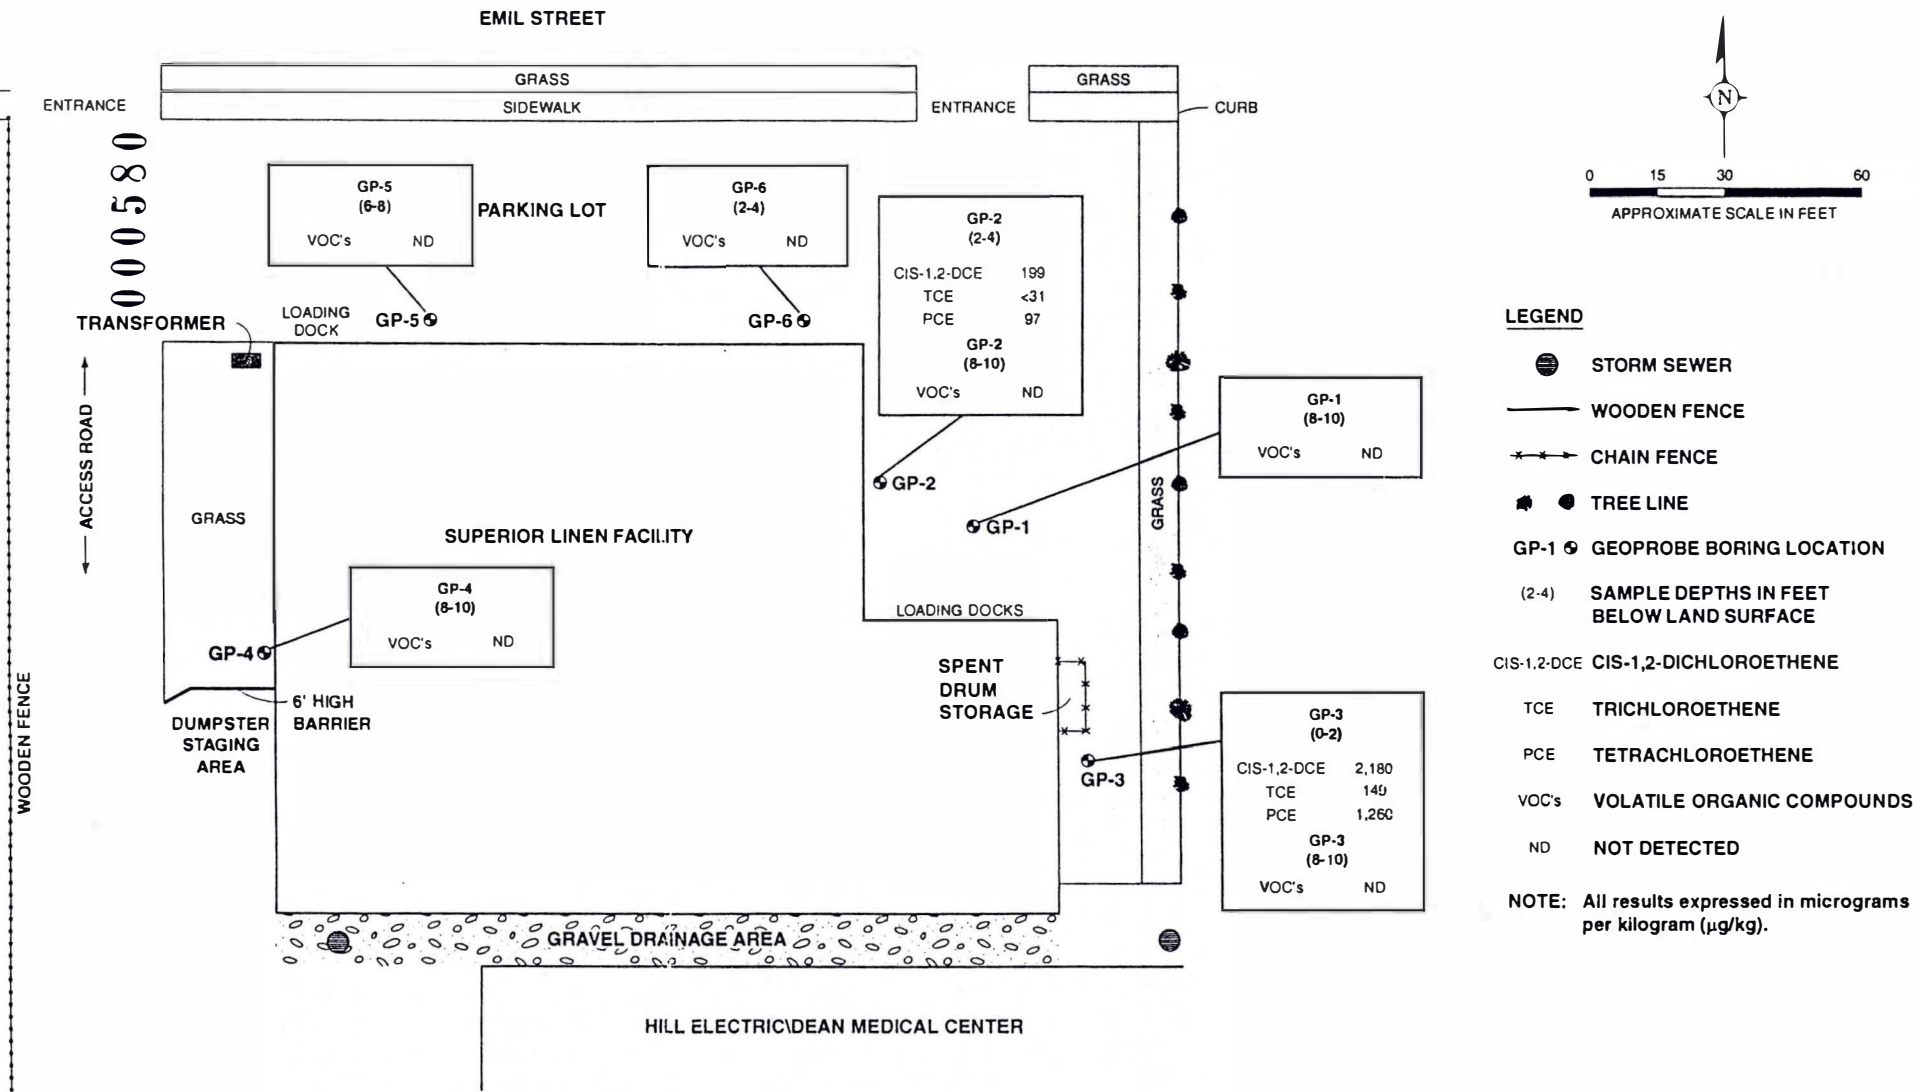 EMIL STREET
GRASS
SIDEWALK
ENTRANCE
ENTRANCE
GRASS
CURB
N
0 15 30 60
APPROXIMATE SCALE IN FEET
000580
GP-5
(6-8)
VOC's ND
PARKING LOT
GP-6
(2-4)
VOC's ND
GP-2
(2-4)
CIS-1,2-DCE 199
TCE <31
PCE 97
GP-2
(8-10)
VOC's ND
TRANSFORMER
LOADING
DOCK
GP-5
GP-6
GP-1
(8-10)
VOC's ND
ACCESS ROAD
GRASS
GP-2
GP-1
GRASS
SUPERIOR LINEN FACILITY
GP-4
(8-10)
VOC's ND
LOADING DOCKS
GP-4
6' HIGH
BARRIER
DUMPSTER
STAGING
AREA
WOODEN FENCE
SPENT
DRUM
STORAGE
GP-3
GP-3
(0-2)
CIS-1,2-DCE 2,180
TCE 149
PCE 1,260
GP-3
(8-10)
VOC's ND
GRAVEL DRAINAGE AREA
HILL ELECTRIC\DEAN MEDICAL CENTER
LEGEND
STORM SEWER
WOODEN FENCE
CHAIN FENCE
TREE LINE
GP-1 GEOPROBE BORING LOCATION
(2-4) SAMPLE DEPTHS IN FEET
BELOW LAND SURFACE
CIS-1,2-DCE CIS-1,2-DICHLOROETHENE
TCE TRICHLOROETHENE
PCE TETRACHLOROETHENE
VOC's VOLATILE ORGANIC COMPOUNDS
ND NOT DETECTED
NOTE: All results expressed in micrograms
per kilogram (µg/kg).